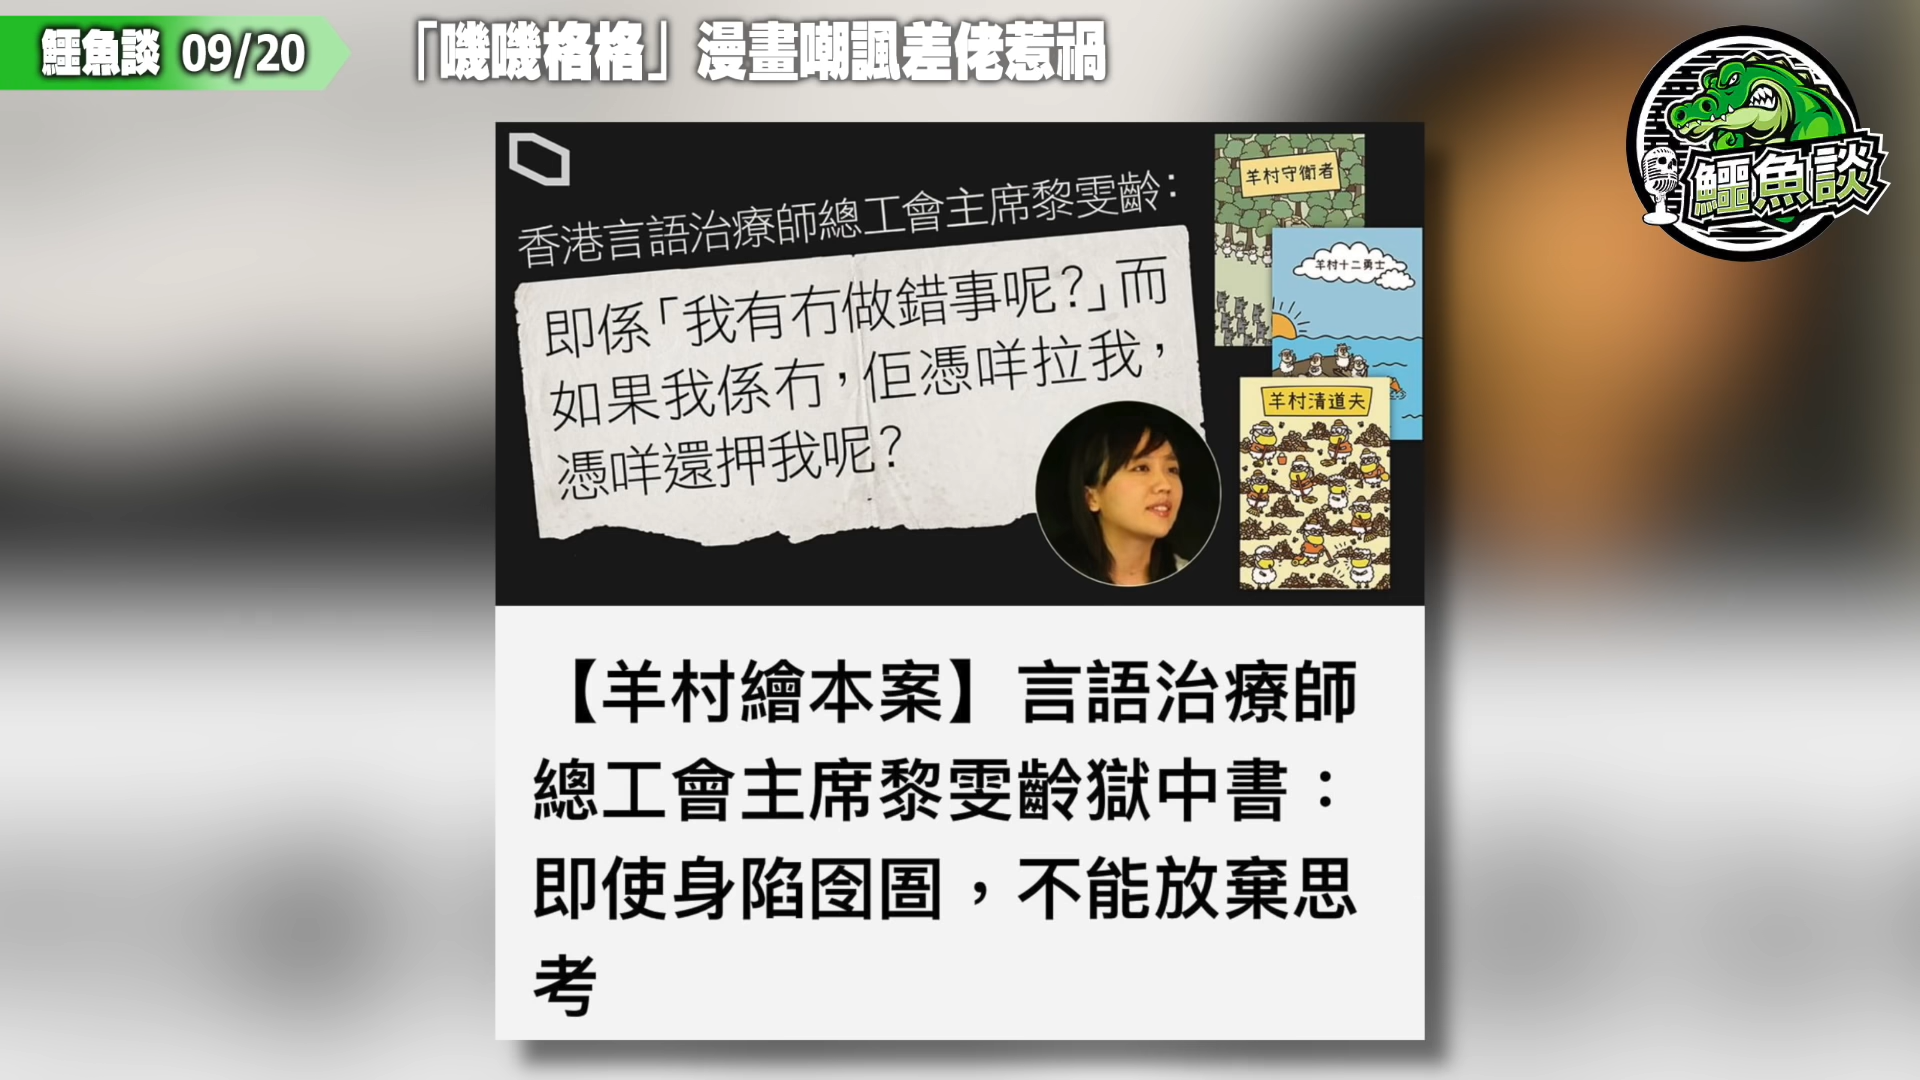 鱷魚談 09/20
「嘰嘰格格」漫畫嘲諷差佬惹禍
鱷魚談
香港言語治療師總工會主席黎雯齡：
即係「我有冇做錯事呢？」而
如果我係冇，佢憑咩拉我，
憑咩還押我呢？
羊村守衛者
羊村十二勇士
羊村清道夫
【羊村繪本案】言語治療師
總工會主席黎雯齡獄中書：
即使身陷囹圄，不能放棄思
考